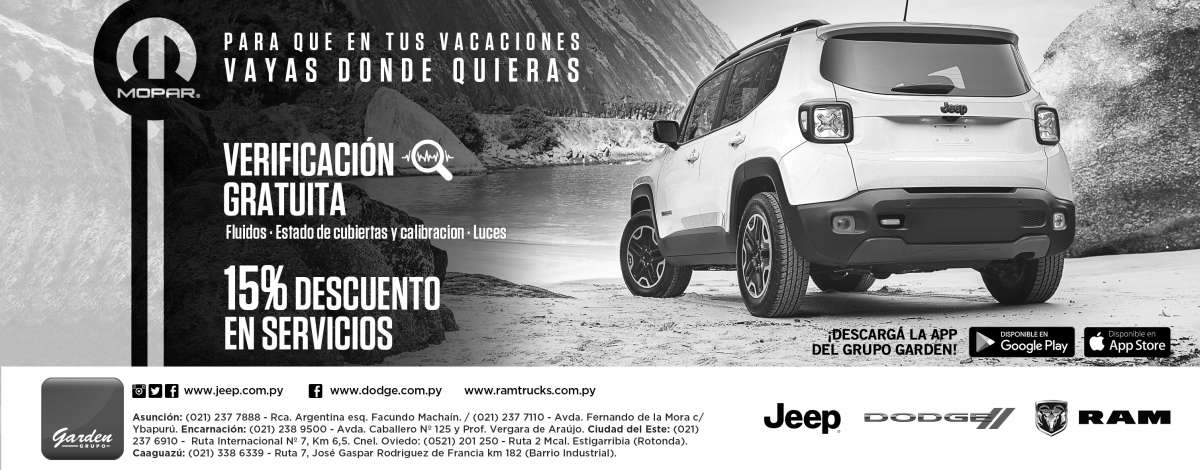 MOPAR®
PARA QUE EN TUS VACACIONES
VAYAS DONDE QUIERAS
VERIFICACIÓN
GRATUITA
Fluidos · Estado de cubiertas y calibracion · Luces
15% DESCUENTO
EN SERVICIOS
Jeep
¡DESCARGÁ LA APP
DEL GRUPO GARDEN!
DISPONIBLE EN
Google Play
Disponible en
App Store
Garden
GRUPO
www.jeep.com.py
www.dodge.com.py
www.ramtrucks.com.py
Asunción: (021) 237 7888 - Rca. Argentina esq. Facundo Machaín. / (021) 237 7110 - Avda. Fernando de la Mora c/
Ybapurú. Encarnación: (021) 238 9500 - Avda. Caballero Nº 125 y Prof. Vergara de Araújo. Ciudad del Este: (021)
237 6910 - Ruta Internacional Nº 7, Km 6,5. Cnel. Oviedo: (0521) 201 250 - Ruta 2 Mcal. Estigarribia (Rotonda).
Caaguazú: (021) 338 6339 - Ruta 7, José Gaspar Rodriguez de Francia km 182 (Barrio Industrial).
Jeep
DODGE
RAM